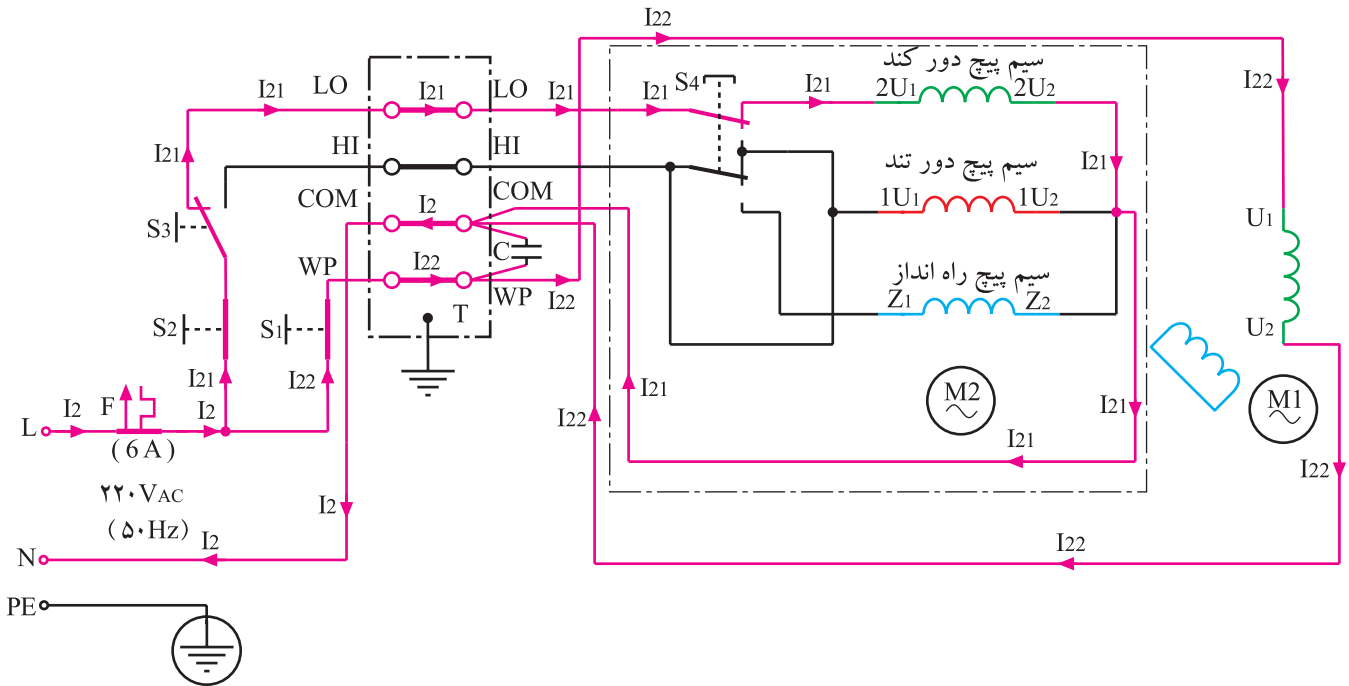 I22
سیم پیچ دور کند
LO
LO
S4
I21
I21
I21
I21
I21
2U1
2U2
I22
I22
HI
HI
I21
I21
سیم پیچ دور تند
COM
COM
1U1
1U2
S3
I2
U1
C
WP
I22
سیم پیچ راه انداز
WP
I22
Z1
Z2
T
S2
S1
U2
I21
I22
I21
M2
M1
L
I2
F
I2
I22
I21
(6A)
I21
I22
۲۲۰VAC
(۵۰Hz)
I2
N
I2
I22
PE